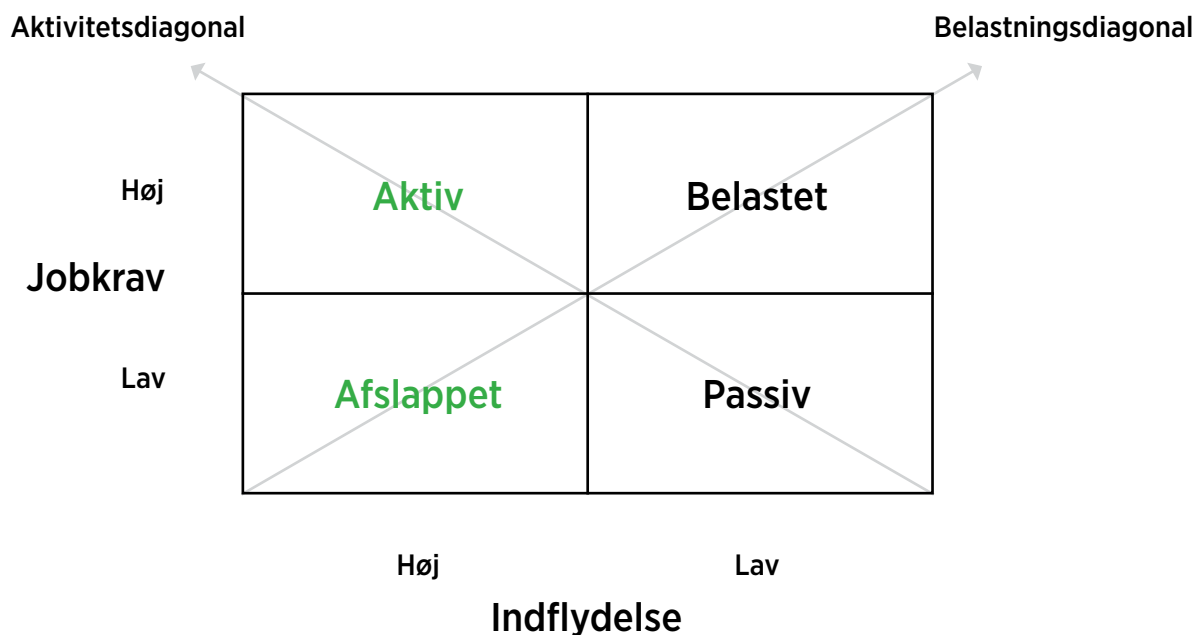 Aktivitetsdiagonal
Belastningsdiagonal
Høj
Aktiv
Belastet
Jobkrav
Lav
Afslappet
Passiv
Høj
Lav
Indflydelse